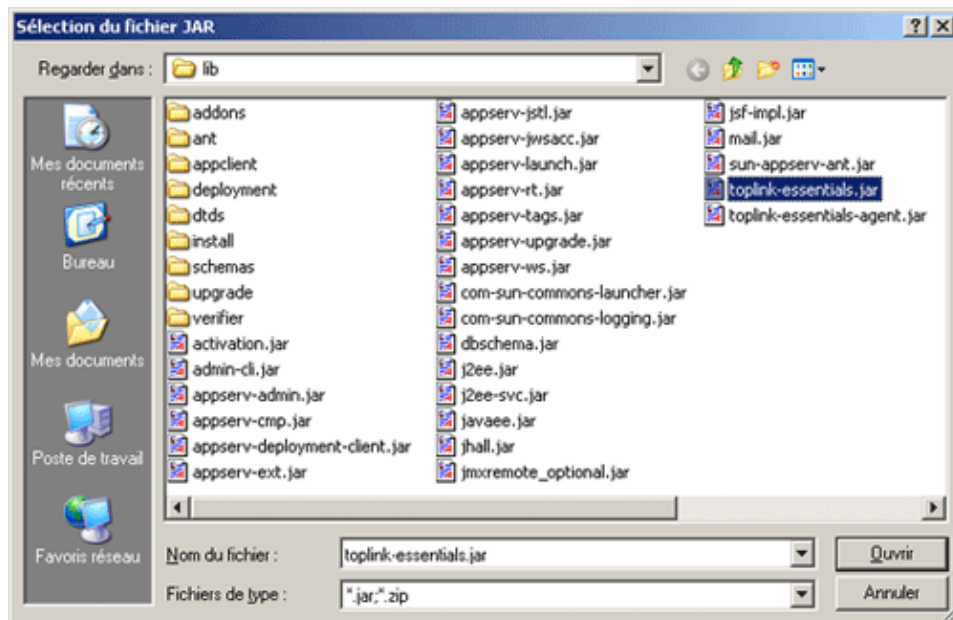 Sélection du fichier JAR
Regarder dans :
lib
Mes documents
récents
Bureau
Mes documents
Poste de travail
Favoris réseau
addons
ant
appclient
deployment
dtds
install
schemas
upgrade
verifier
activation.jar
admin-cli.jar
appserv-admin.jar
appserv-cmp.jar
appserv-deployment-client.jar
appserv-ext.jar
appserv-jstl.jar
appserv-jwsacc.jar
appserv-launch.jar
appserv-rt.jar
appserv-tags.jar
appserv-upgrade.jar
appserv-ws.jar
com-sun-commons-launcher.jar
com-sun-commons-logging.jar
dbschema.jar
j2ee.jar
j2ee-svc.jar
javaee.jar
jhall.jar
jmxremote_optional.jar
jsf-impl.jar
mail.jar
sun-appserv-ant.jar
toplink-essentials.jar
toplink-essentials-agent.jar
Nom du fichier :
toplink-essentials.jar
Ouvrir
Fichiers de type :
*.jar;*.zip
Annuler